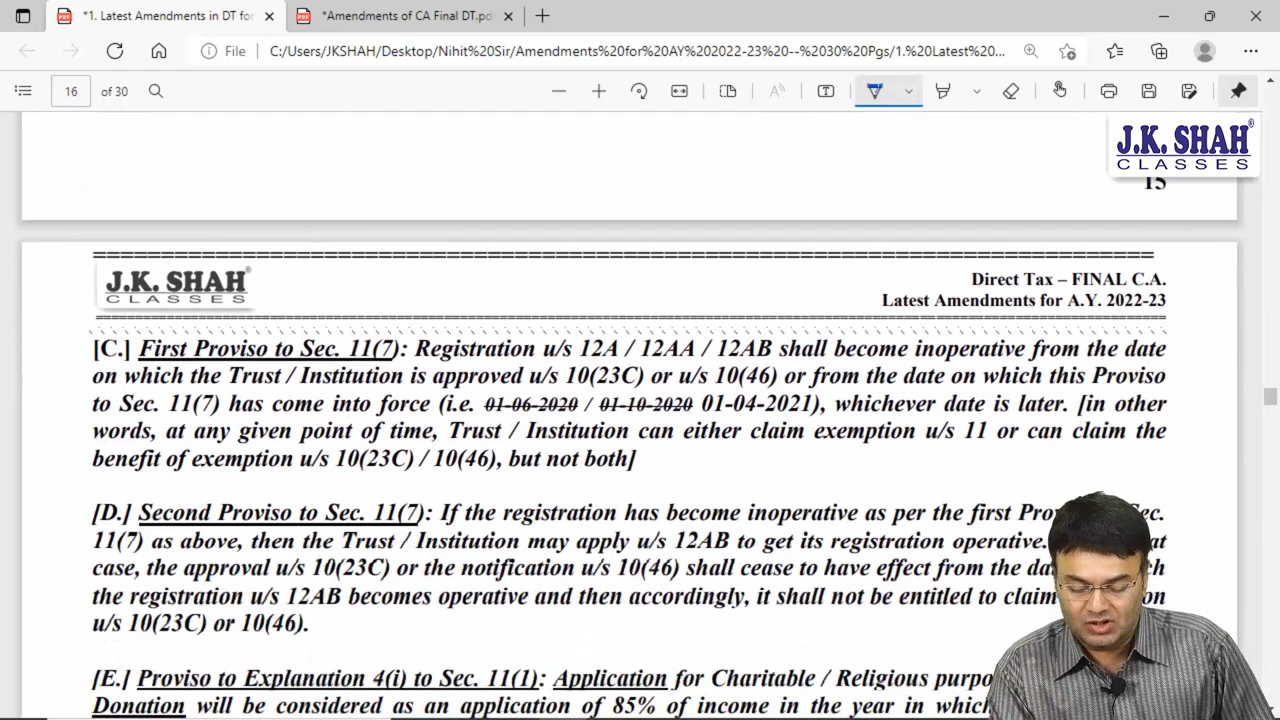 *1. Latest Amendments in DT for
*Amendments of CA Final DT.pd
File
C:/Users/JKSHAH/Desktop/Nihit%20Sir/Amendments%20for%20AY%202022-23%20--%2030%20Pgs/1.%20Latest%20...
16 of 30
J.K. SHAH®
CLASSES
15
J.K. SHAH®
CLASSES
Direct Tax – FINAL C.A.
Latest Amendments for A.Y. 2022-23
[C.] First Proviso to Sec. 11(7): Registration u/s 12A / 12AA / 12AB shall become inoperative from the date
on which the Trust / Institution is approved u/s 10(23C) or u/s 10(46) or from the date on which this Proviso
to Sec. 11(7) has come into force (i.e. 01-06-2020 / 01-10-2020 01-04-2021), whichever date is later. [in other
words, at any given point of time, Trust / Institution can either claim exemption u/s 11 or can claim the
benefit of exemption u/s 10(23C) / 10(46), but not both]
[D.] Second Proviso to Sec. 11(7): If the registration has become inoperative as per the first Pro Sec.
11(7) as above, then the Trust / Institution may apply u/s 12AB to get its registration operative. at
case, the approval u/s 10(23C) or the notification u/s 10(46) shall cease to have effect from the da ch
the registration u/s 12AB becomes operative and then accordingly, it shall not be entitled to claim on
u/s 10(23C) or 10(46).
[E.] Proviso to Explanation 4(i) to Sec. 11(1): Application for Charitable / Religious purpo
Donation will be considered as an application of 85% of income in the year in which